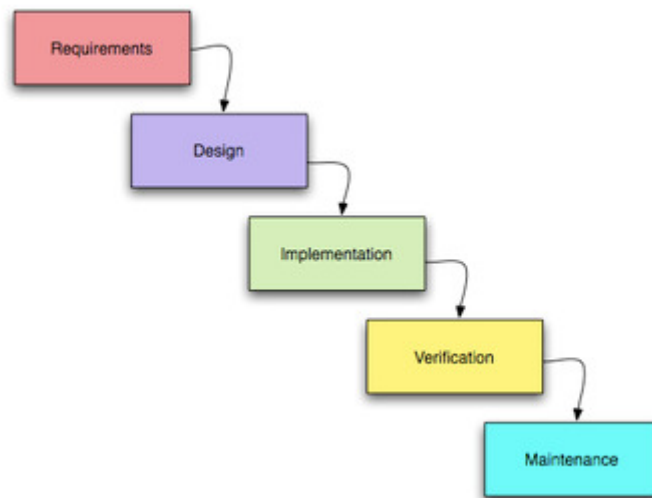 Requirements
Design
Implementation
Verification
Maintenance